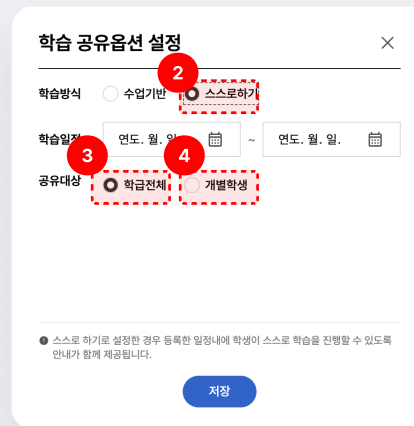 학습 공유옵션 설정
2
학습방식 수업기반 스스로하기
학습일정 연도. 월. 일. ~ 연도. 월. 일.
3 4
공유대상 학급전체 개별학생
스스로 하기로 설정한 경우 등록한 일정내에 학생이 스스로 학습을 진행할 수 있도록
안내가 함께 제공됩니다.
저장